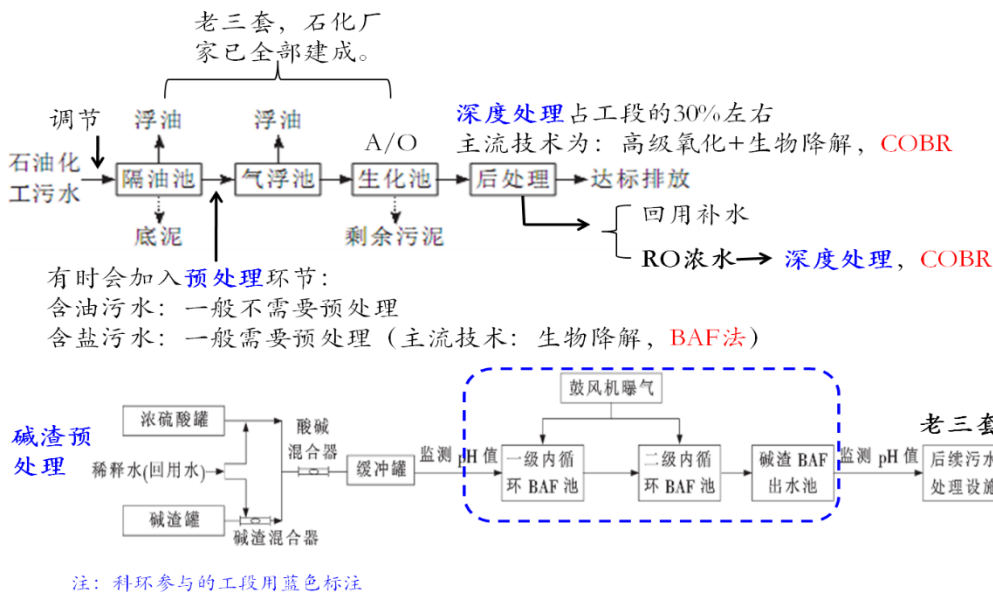 老三套，石化厂
家已全部建成。
调节
浮油
浮油
A/O
深度处理占工段的30%左右
主流技术为：高级氧化+生物降解，COBR
石油化
工污水
隔油池
气浮池
生化池
后处理
达标排放
底泥
剩余污泥
回用补水
RO浓水
深度处理，COBR
有时会加入预处理环节：
含油污水：一般不需要预处理
含盐污水：一般需要预处理（主流技术：生物降解，BAF法）
碱渣预
处理
浓硫酸罐
稀释水(回用水)
碱渣罐
碱渣混合器
酸碱
混合器
缓冲罐
监测 pH 值
鼓风机曝气
一级内循
环 BAF 池
二级内循
环 BAF 池
碱渣 BAF
出水池
监测 pH 值
老三套
后续污水
处理设施
注：科环参与的工段用蓝色标注